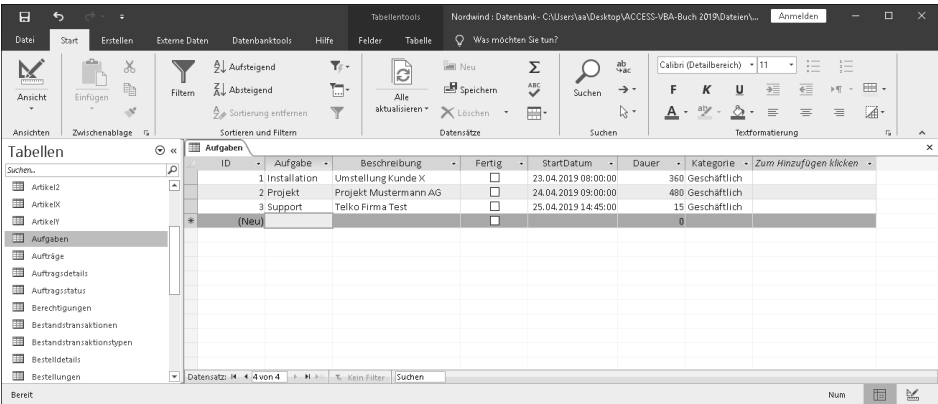 Tabellentools
Nordwind : Datenbank- C:\Users\aa\Desktop\ACCESS-VBA-Buch 2019\Dateien\...
Anmelden
Datei Start Erstellen Externe Daten Datenbanktools Hilfe Felder Tabelle Was möchten Sie tun?
Ansicht
Einfügen
Filtern
Aufsteigend
Absteigend
Sortierung entfernen
Alle
aktualisieren
Neu
Speichern
Löschen
Suchen
Calibri (Detailbereich) 11
F K U
Ansichten Zwischenablage Sortieren und Filtern Datensätze Suchen Textformatierung
Tabellen
Suchen...
Artikel2
ArtikelX
ArtikelY
Aufgaben
Aufträge
Auftragsdetails
Auftragsstatus
Berechtigungen
Bestandstransaktionen
Bestandstransaktionstypen
Bestelldetails
Bestellungen
Aufgaben
ID Aufgabe Beschreibung Fertig StartDatum Dauer Kategorie Zum Hinzufügen klicken
1 Installation Umstellung Kunde X 23.04.2019 08:00:00 360 Geschäftlich
2 Projekt Projekt Mustermann AG 24.04.2019 09:00:00 480 Geschäftlich
3 Support Telko Firma Test 25.04.2019 14:45:00 15 Geschäftlich
(Neu) 0
Datensatz: 4 von 4 Kein Filter Suchen
Bereit
Num